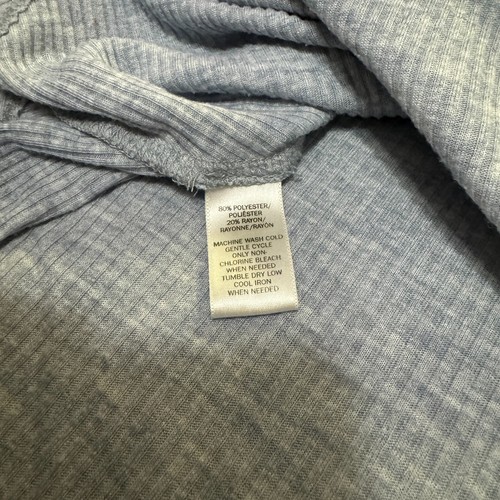 80% POLYESTER/
POLIÉSTER
20% RAYON/
RAYONNE/RAYÓN
MACHINE WASH COLD
GENTLE CYCLE
ONLY NON
CHLORINE BLEACH
WHEN NEEDED
TUMBLE DRY LOW
COOL IRON
WHEN NEEDED